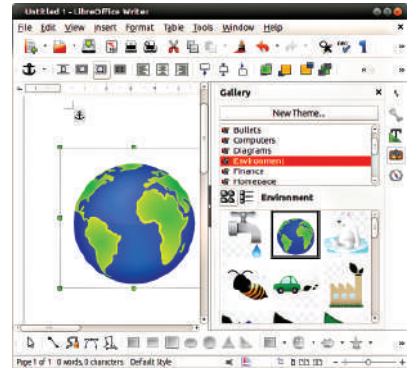 Untitled 1 - LibreOffice Writer
File Edit View Insert Format Table Tools Window Help
Gallery
New Theme...
Bullets
Computers
Diagrams
Environment
Finance
Homepage
Environment
Page 1 of 1 0 words, 0 characters Default Style